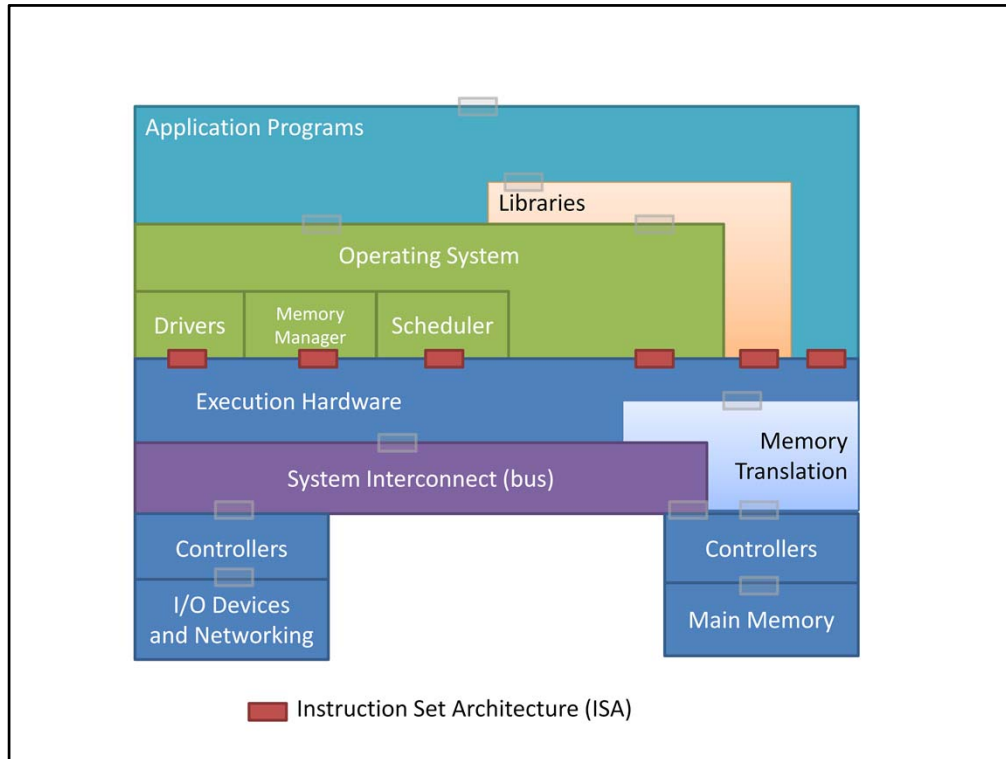 Application Programs
Libraries
Operating System
Drivers
Memory
Manager
Scheduler
Execution Hardware
Memory
Translation
System Interconnect (bus)
Controllers
Controllers
I/O Devices
and Networking
Main Memory
Instruction Set Architecture (ISA)